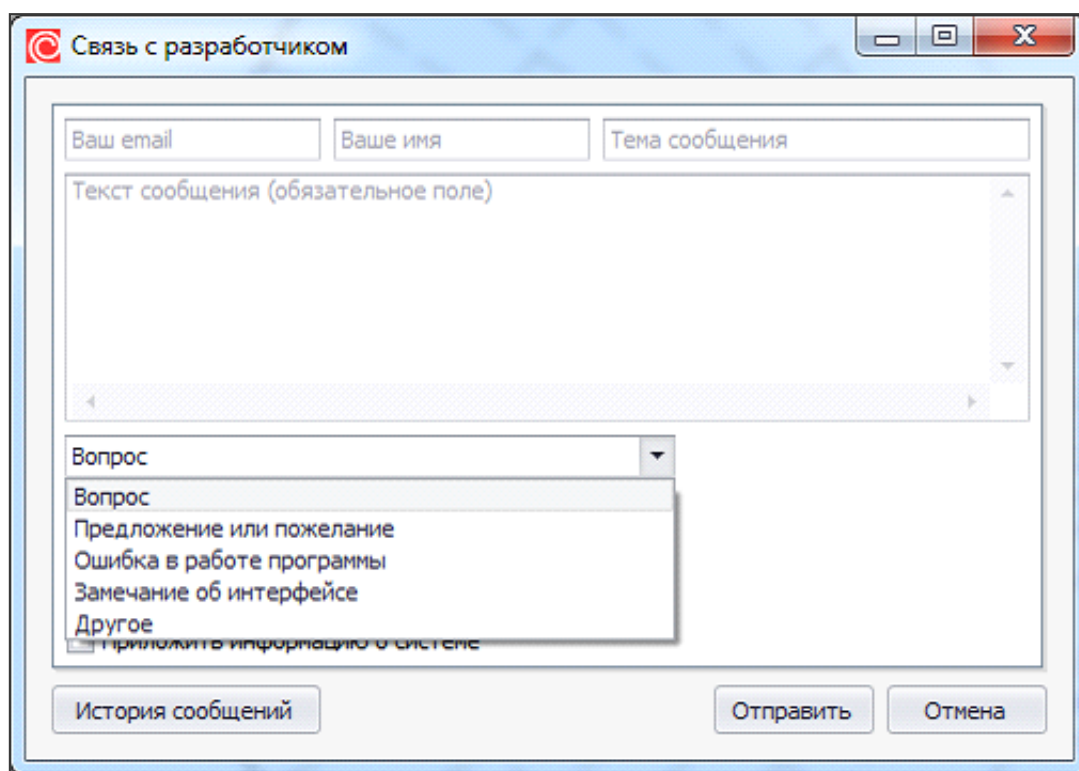 Связь с разработчиком
Ваш email Ваше имя Тема сообщения
Текст сообщения (обязательное поле)
Вопрос
Вопрос
Предложение или пожелание
Ошибка в работе программы
Замечание об интерфейсе
Другое
Приложить информацию о системе
История сообщений Отправить Отмена